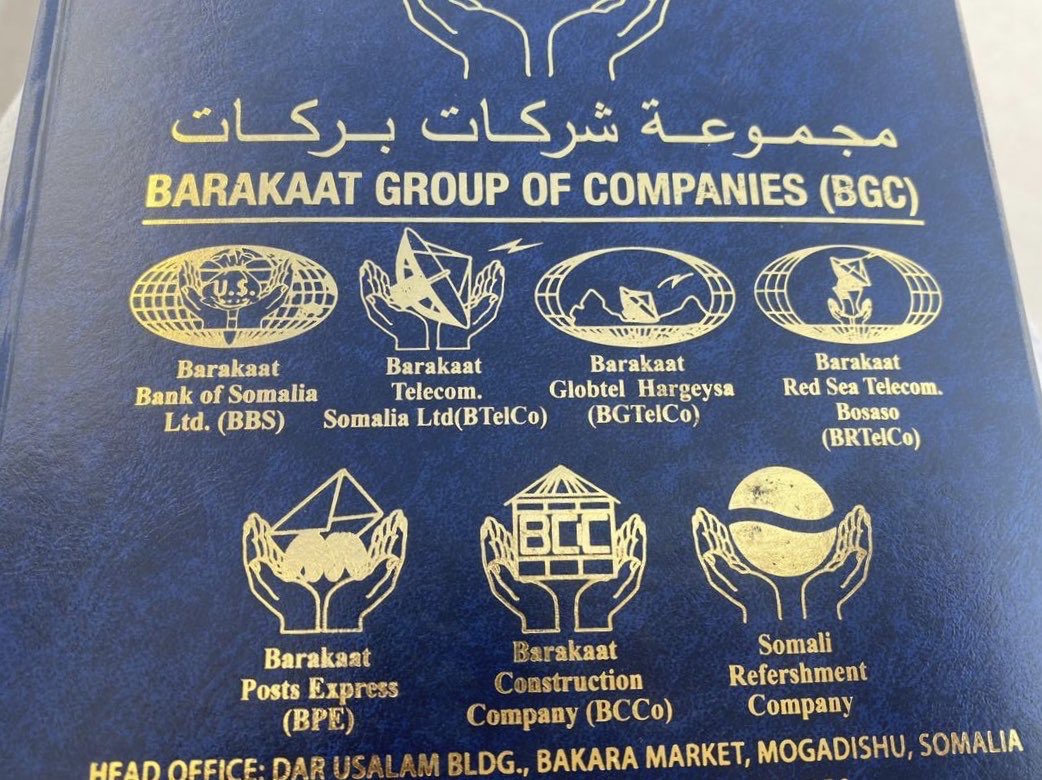 مجموعة شركات بركات
BARAKAAT GROUP OF COMPANIES (BGC)
U.S.
Barakaat
Bank of Somalia
Ltd. (BBS)
Barakaat
Telecom.
Somalia Ltd(BTelCo)
Barakaat
Globtel Hargeysa
(BGTelCo)
Barakaat
Red Sea Telecom.
Bosaso
(BRTelCo)
Barakaat
Posts Express
(BPE)
BCC
Barakaat
Construction
Company (BCCo)
Somali
Refershment
Company
HEAD OFFICE: DAR USALAM BLDG., BAKARA MARKET, MOGADISHU, SOMALIA